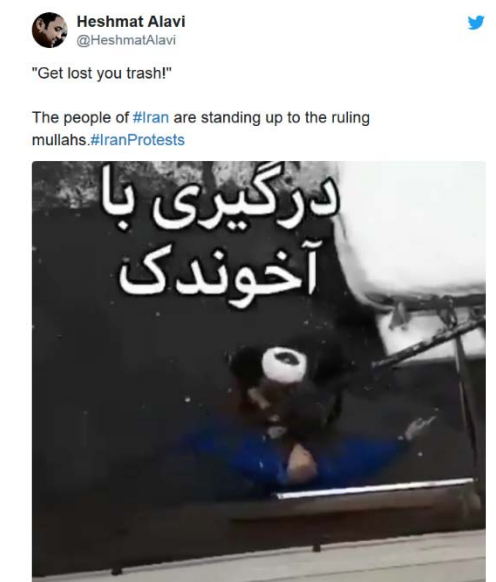 Heshmat Alavi
@HeshmatAlavi
"Get lost you trash!"
The people of #Iran are standing up to the ruling
mullahs.#IranProtests
درگیری با
آخوندک